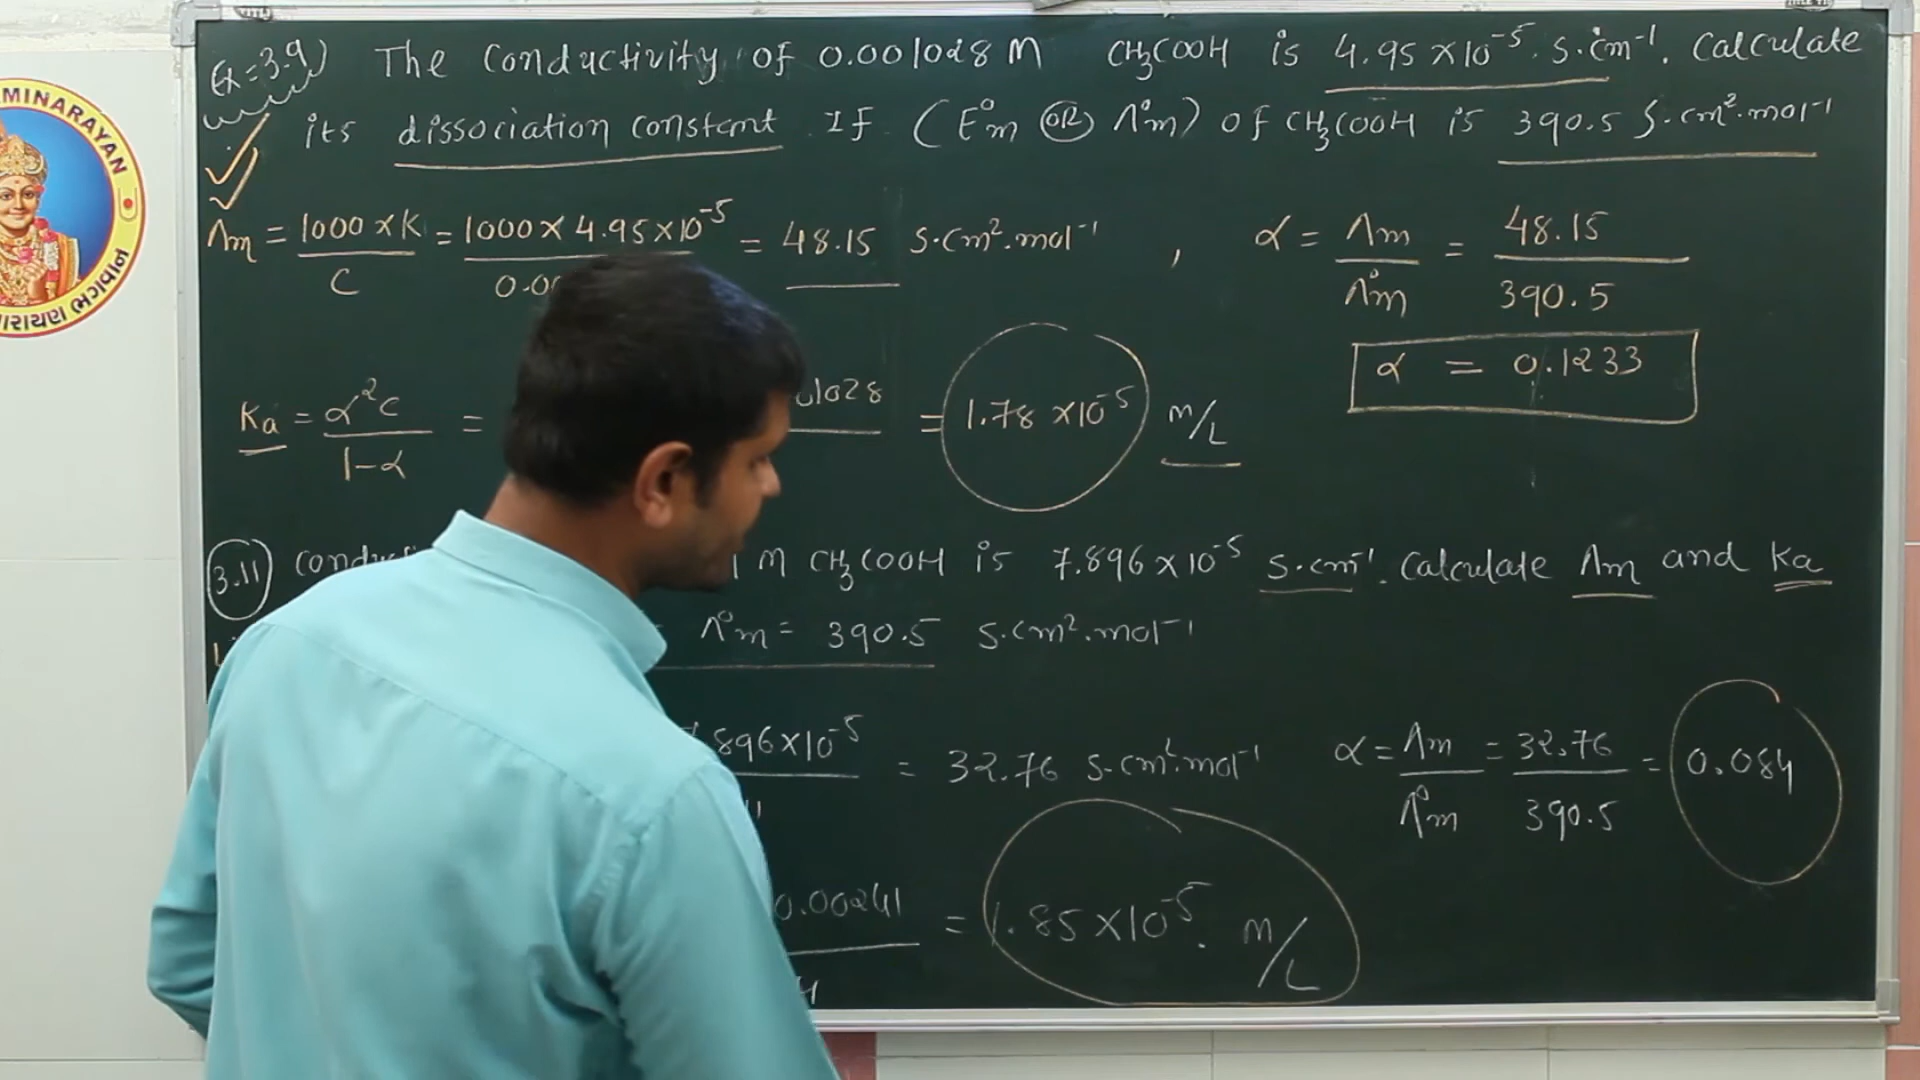 Ex=3.9) The Conductivity of 0.001028 M CH3COOH is 4.95 ×10⁻⁵. S.cm⁻¹. Calculate
its dissociation constant If (E°m OR Λ°m) Of CH3COOH is 390.5 S.cm².mol⁻¹
Λm = 1000 × K / C = 1000 × 4.95 × 10⁻⁵ / 0.00 = 48.15 S.Cm².mol⁻¹ , α = Λm / Λ°m = 48.15 / 390.5
α = 0.1233
Ka = α²C / 1-α = 01028 = 1.78 ×10⁻⁵ m/L
3.11) M CH3COOH is 7.896 × 10⁻⁵ S.cm⁻¹. Calculate Λm and Ka
Λ°m = 390.5 S.Cm².mol⁻¹
896×10⁻⁵ = 32.76 S.cm².mol⁻¹ α = Λm / Λ°m = 32.76 / 390.5 = 0.084
0.00241 = 1.85 ×10⁻⁵. m/L
MINARAYAN
ારાયણ ભગવાન